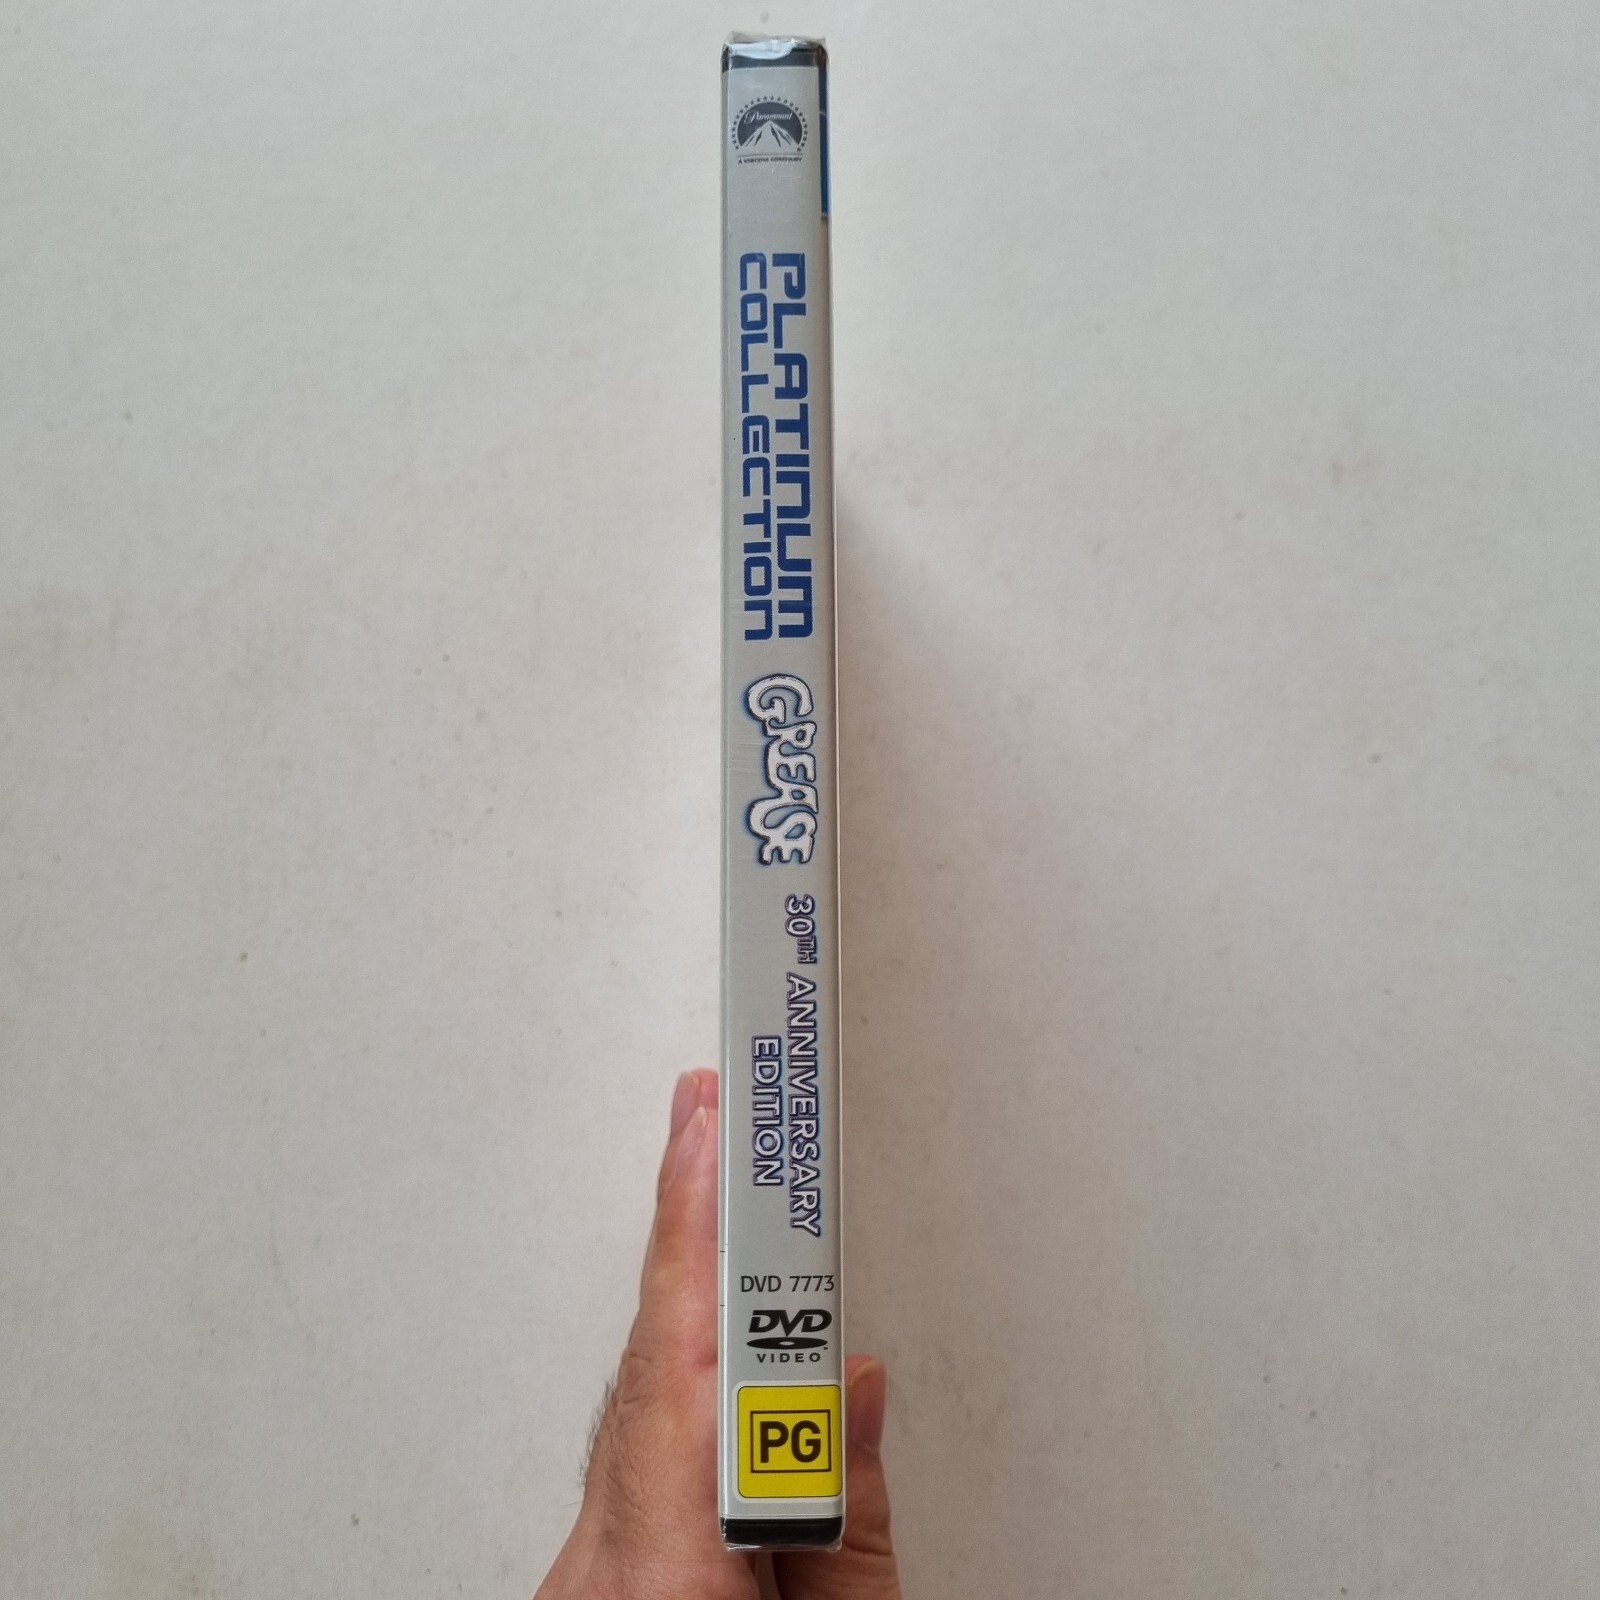 Paramount
A VIACOM COMPANY
PLATINUM
COLLECTION
GREASE
30TH ANNIVERSARY
EDITION
DVD 7773
DVD
VIDEO
PG